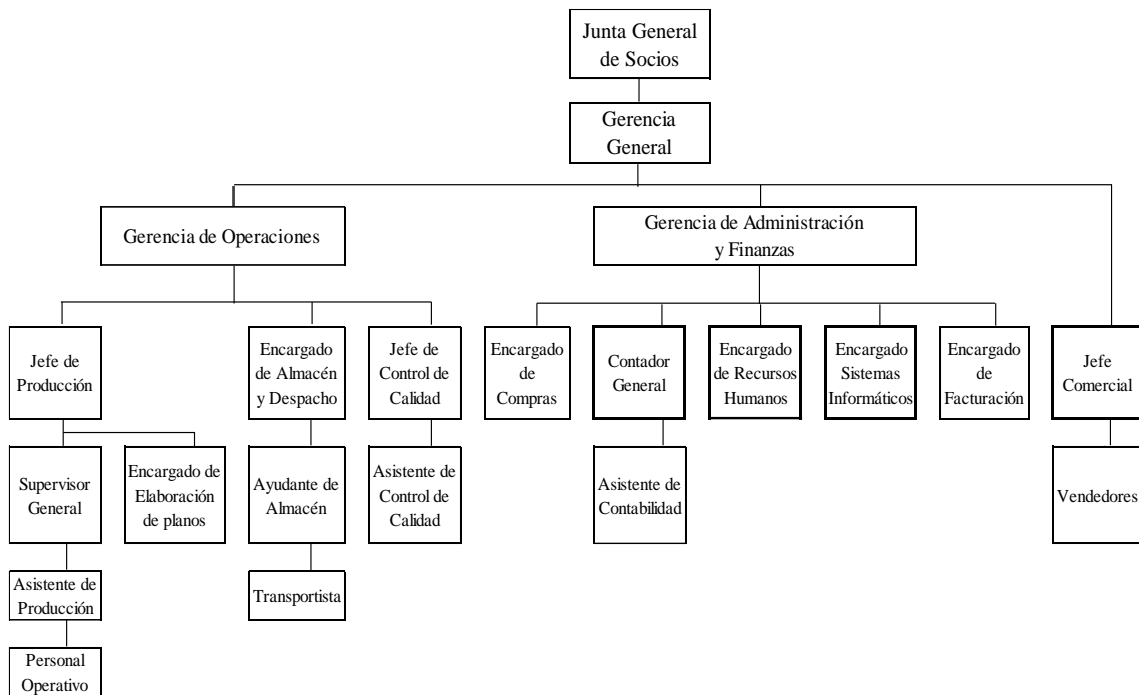 Junta General
de Socios
Gerencia
General
Gerencia de Operaciones
Gerencia de Administración
y Finanzas
Jefe de
Producción
Encargado
de Almacén
y Despacho
Jefe de
Control de
Calidad
Encargado
de
Compras
Contador
General
Encargado
de Recursos
Humanos
Encargado
Sistemas
Informáticos
Encargado
de
Facturación
Jefe
Comercial
Supervisor
General
Encargado de
Elaboración
de planos
Ayudante de
Almacén
Asistente de
Control de
Calidad
Asistente de
Contabilidad
Vendedores
Asistente de
Producción
Transportista
Personal
Operativo